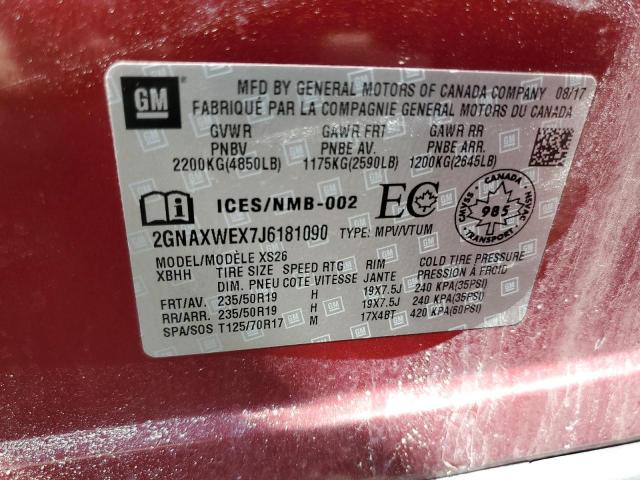 GM
MFD BY GENERAL MOTORS OF CANADA COMPANY 08/17
FABRIQUÉ PAR LA COMPAGNIE GENERAL MOTORS DU CANADA
GVWR GAWR FRT GAWR RR
PNBV PNBE AV. PNBE ARR.
2200KG(4850LB) 1175KG(2590LB) 1200KG(2645LB)
ICES/NMB-002 EC CANADA 985 HSVAC NSVAC
2GNAXWEX7J6181090 TYPE: MPV/VTUM
MODEL/MODÈLE XS26
XBHH TIRE SIZE SPEED RTG RIM COLD TIRE PRESSURE
DIM. PNEU COTE VITESSE JANTE PRESSION À FROID
FRT/AV. 235/50R19 H 19X7.5J 240 KPA(35PSI)
RR/ARR. 235/50R19 H 19X7.5J 240 KPA(35PSI)
SPA/SOS T125/70R17 M 17X4BT 420 KPA(60PSI)